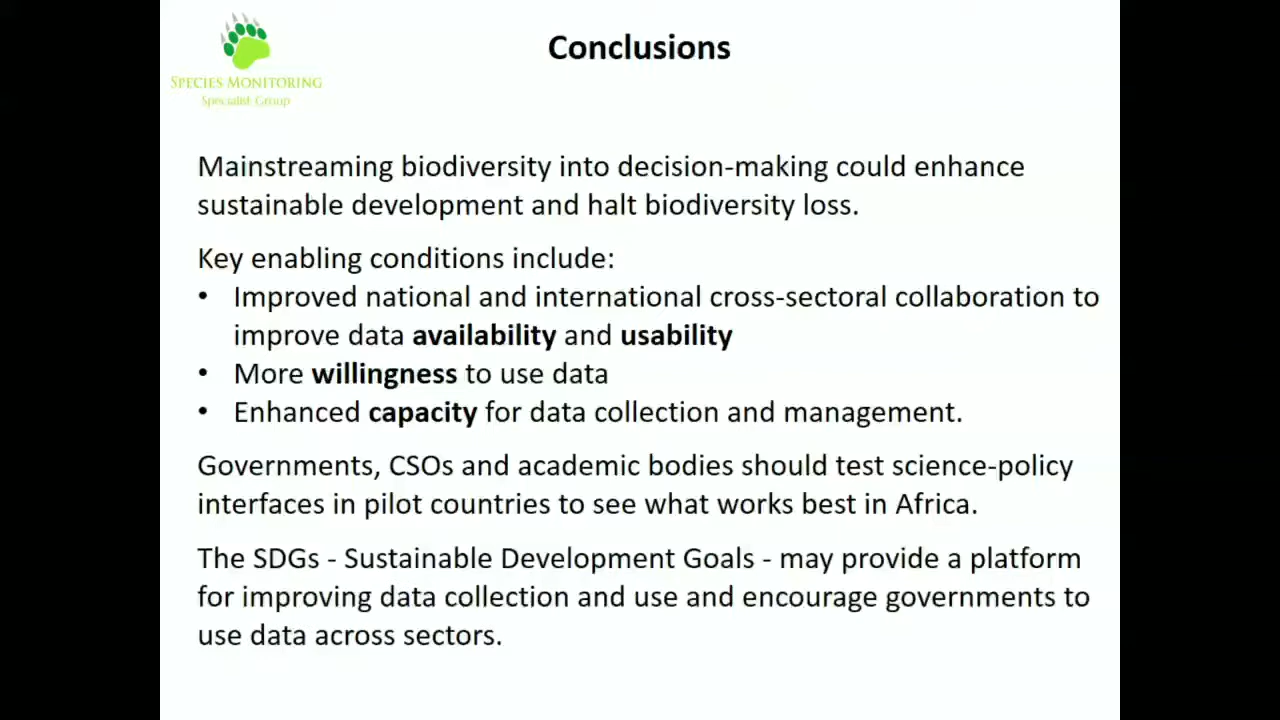 Conclusions
SPECIES MONITORING
Specialist Group
Mainstreaming biodiversity into decision-making could enhance
sustainable development and halt biodiversity loss.
Key enabling conditions include:
• Improved national and international cross-sectoral collaboration to
improve data availability and usability
• More willingness to use data
• Enhanced capacity for data collection and management.
Governments, CSOs and academic bodies should test science-policy
interfaces in pilot countries to see what works best in Africa.
The SDGs - Sustainable Development Goals - may provide a platform
for improving data collection and use and encourage governments to
use data across sectors.